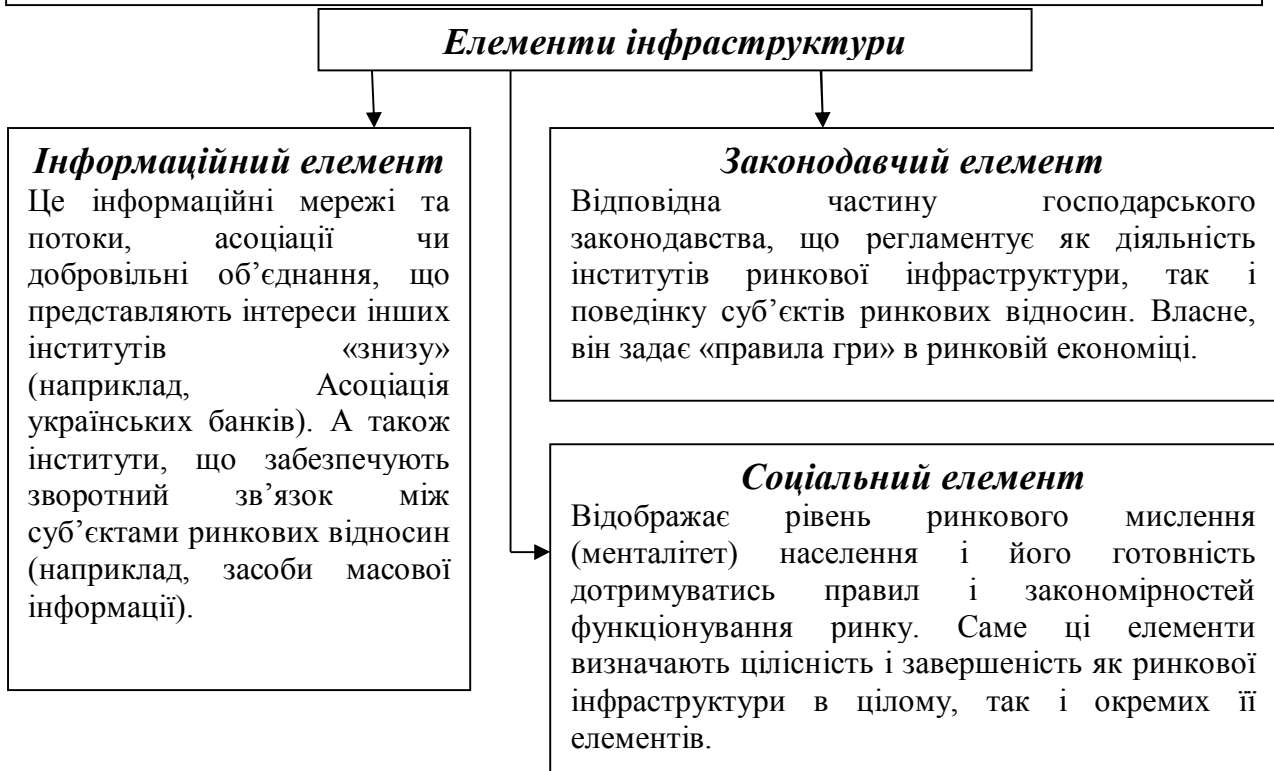 Елементи інфраструктури
Інформаційний елемент
Це інформаційні мережі та
потоки, асоціації чи
добровільні об’єднання, що
представляють інтереси інших
інститутів «знизу»
(наприклад, Асоціація
українських банків). А також
інститути, що забезпечують
зворотний зв’язок між
суб’єктами ринкових відносин
(наприклад, засоби масової
інформації).
Законодавчий елемент
Відповідна частину господарського
законодавства, що регламентує як діяльність
інститутів ринкової інфраструктури, так і
поведінку суб’єктів ринкових відносин. Власне,
він задає «правила гри» в ринковій економіці.
Соціальний елемент
Відображає рівень ринкового мислення
(менталітет) населення і його готовність
дотримуватись правил і закономірностей
функціонування ринку. Саме ці елементи
визначають цілісність і завершеність як ринкової
інфраструктури в цілому, так і окремих її
елементів.